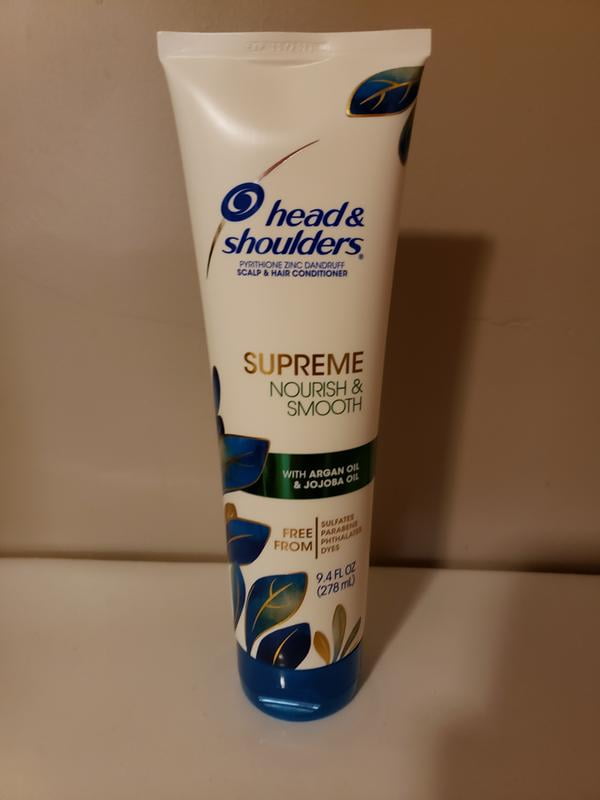 head &
shoulders®
PYRITHIONE ZINC DANDRUFF
SCALP & HAIR CONDITIONER
SUPREME
NOURISH &
SMOOTH
WITH ARGAN OIL
& JOJOBA OIL
FREE FROM
SULFATES
PARABENS
PHTHALATES
DYES
9.4 FL OZ
(278 mL)